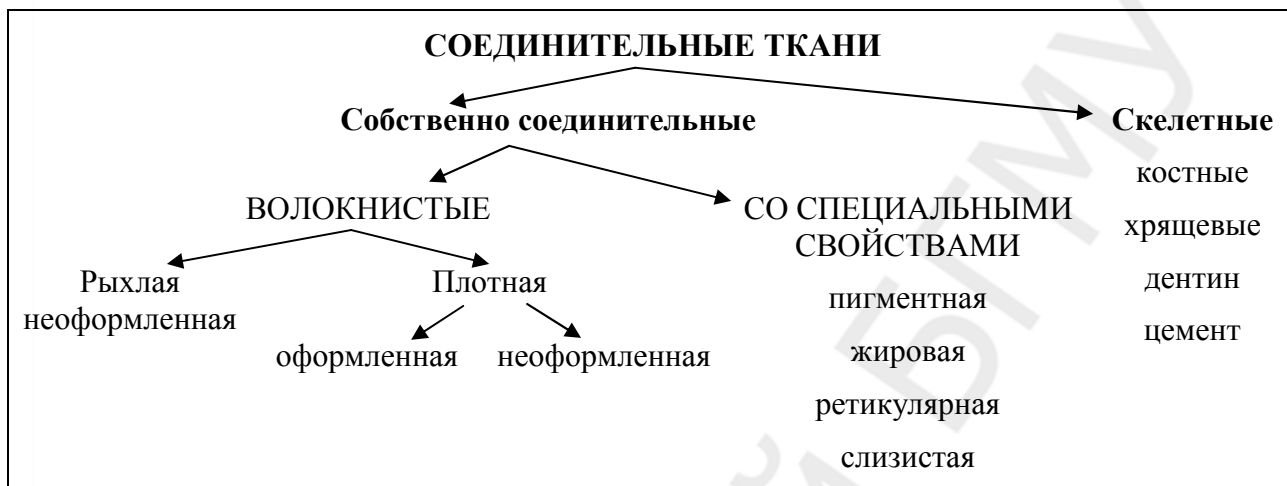 СОЕДИНИТЕЛЬНЫЕ ТКАНИ
Собственно соединительные
Скелетные
костные
хрящевые
дентин
цемент
ВОЛОКНИСТЫЕ
СО СПЕЦИАЛЬНЫМИ
СВОЙСТВАМИ
Рыхлая
неоформленная
Плотная
оформленная
неоформленная
пигментная
жировая
ретикулярная
слизистая
БГМУ